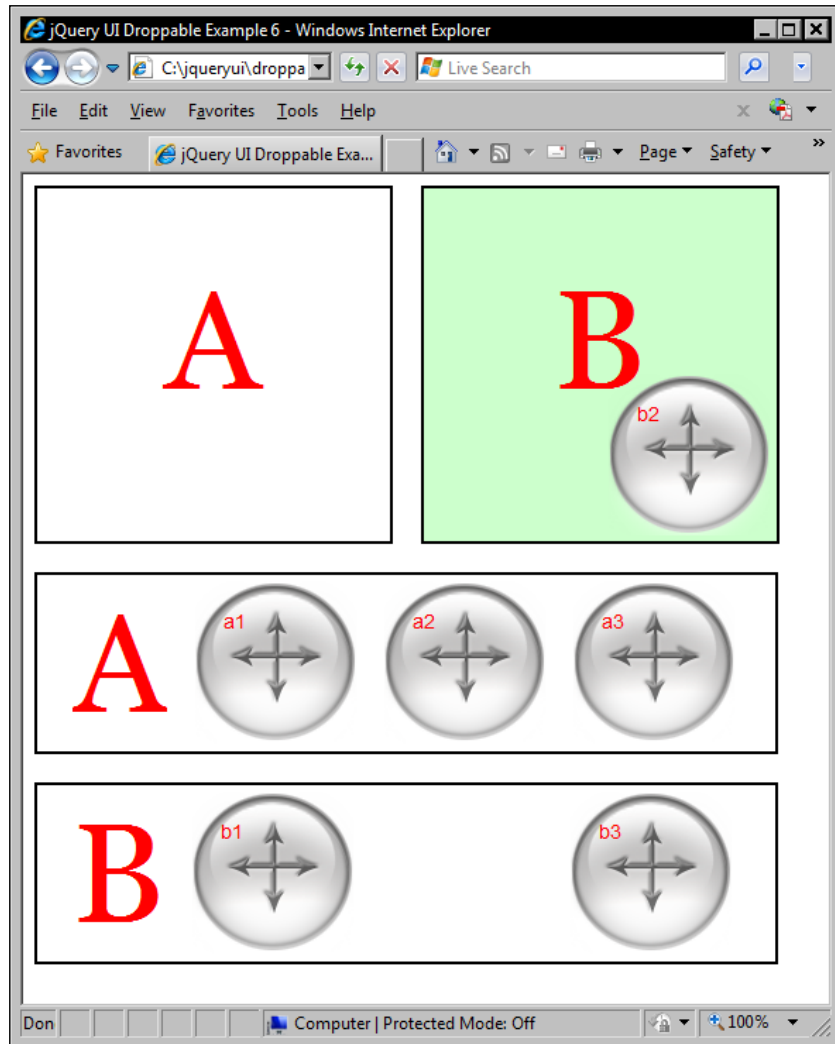 jQuery UI Droppable Example 6 - Windows Internet Explorer
C:\jqueryui\droppa
Live Search
File Edit View Favorites Tools Help
Favorites jQuery UI Droppable Exa... Page Safety »
A B
b2
A a1 a2 a3
B b1 b3
Don Computer | Protected Mode: Off 100%